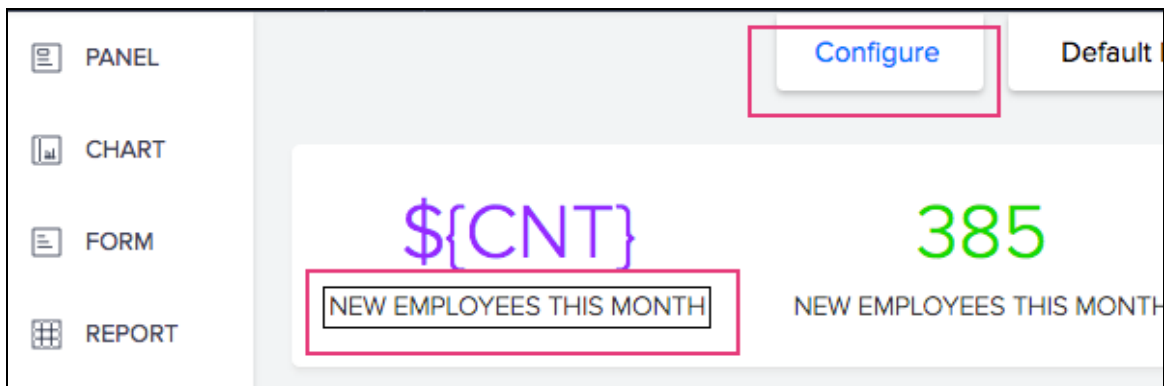 PANEL
CHART
FORM
REPORT
Configure
Default
${CNT}
NEW EMPLOYEES THIS MONTH
385
NEW EMPLOYEES THIS MONTH